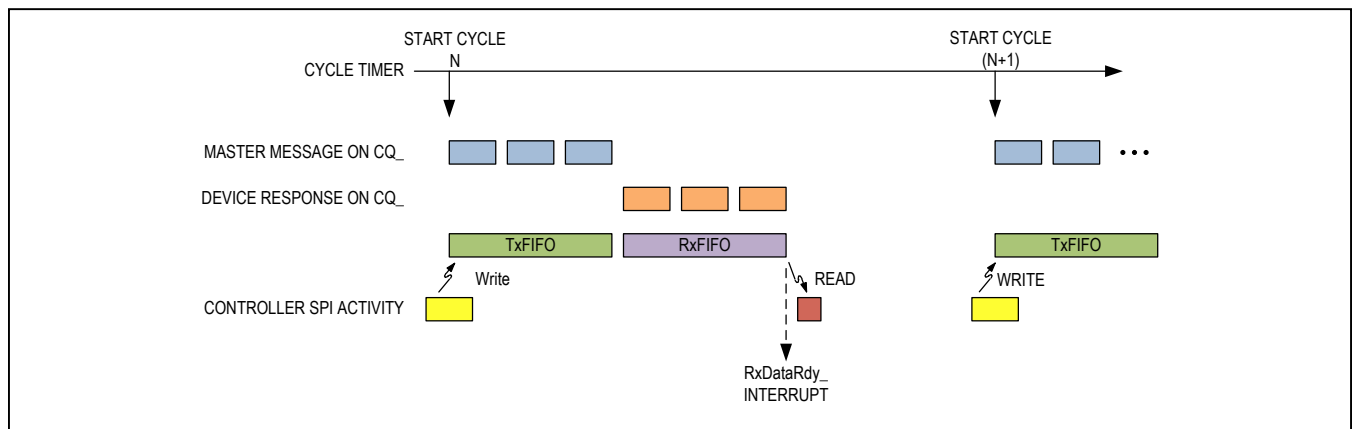 START CYCLE
N
START CYCLE
(N+1)
CYCLE TIMER
MASTER MESSAGE ON CQ_
•••
DEVICE RESPONSE ON CQ_
TxFIFO
RxFIFO
TxFIFO
Write
READ
WRITE
CONTROLLER SPI ACTIVITY
RxDataRdy_
INTERRUPT